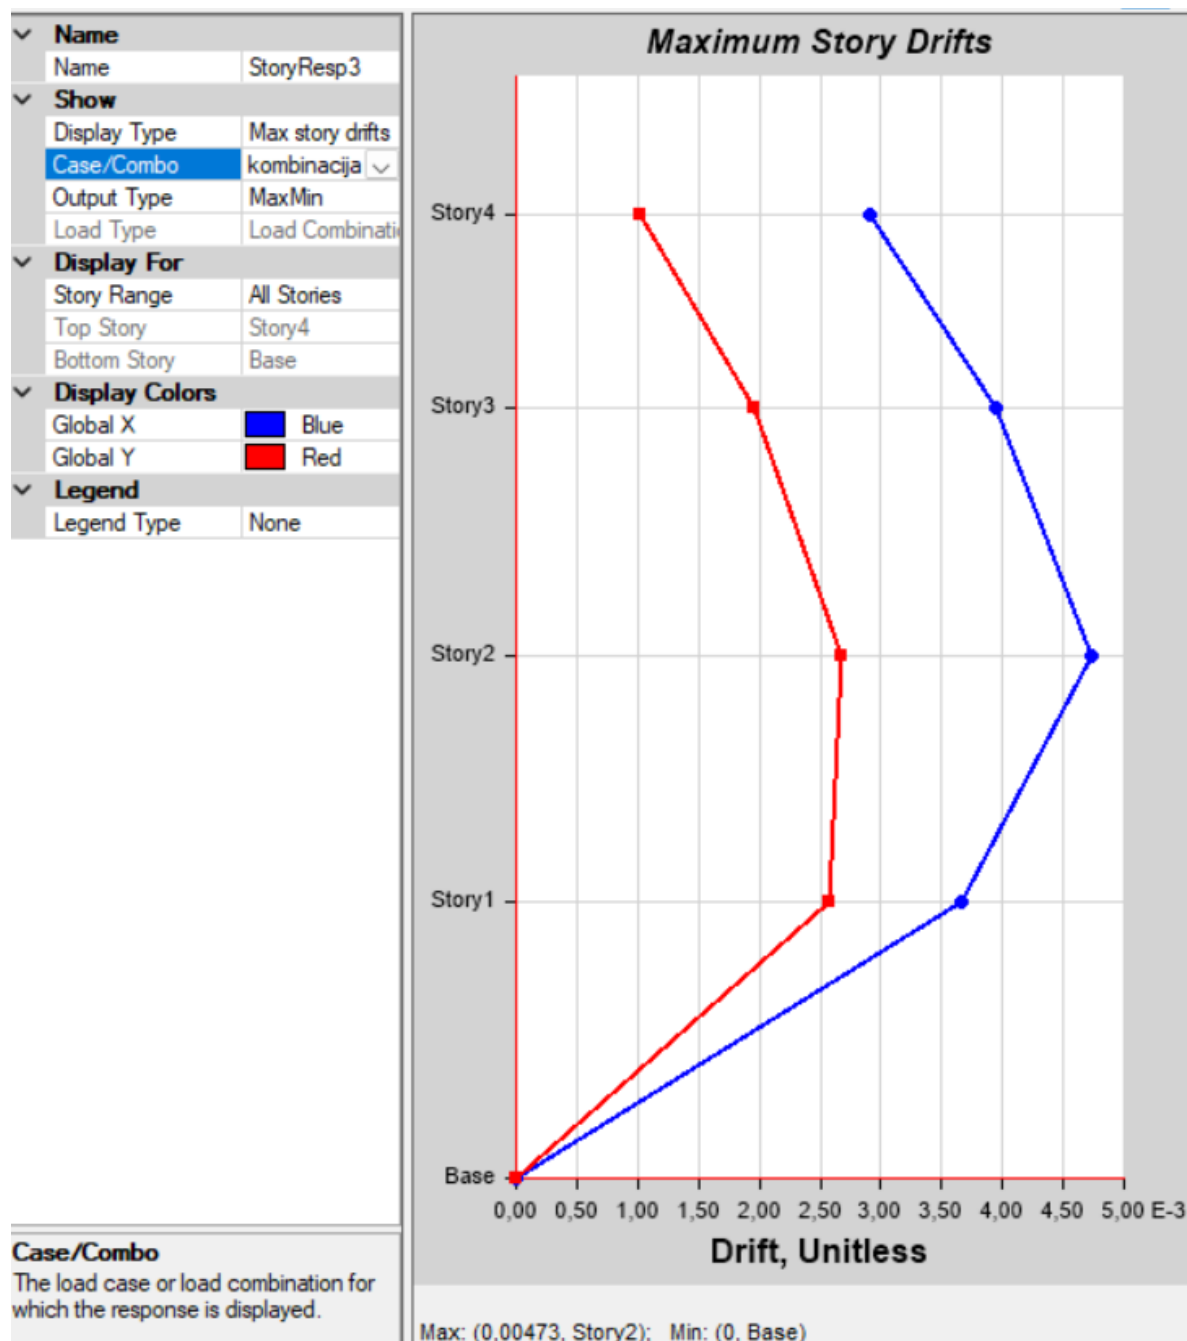 Name
Name StoryResp3
Show
Display Type Max story drifts
Case/Combo kombinacija
Output Type MaxMin
Load Type Load Combinati
Display For
Story Range All Stories
Top Story Story4
Bottom Story Base
Display Colors
Global X Blue
Global Y Red
Legend
Legend Type None
Case/Combo
The load case or load combination for
which the response is displayed.
Maximum Story Drifts
Story4
Story3
Story2
Story1
Base
0,00 0,50 1,00 1,50 2,00 2,50 3,00 3,50 4,00 4,50 5,00 E-3
Drift, Unitless
Max: (0,00473, Story2); Min: (0, Base)